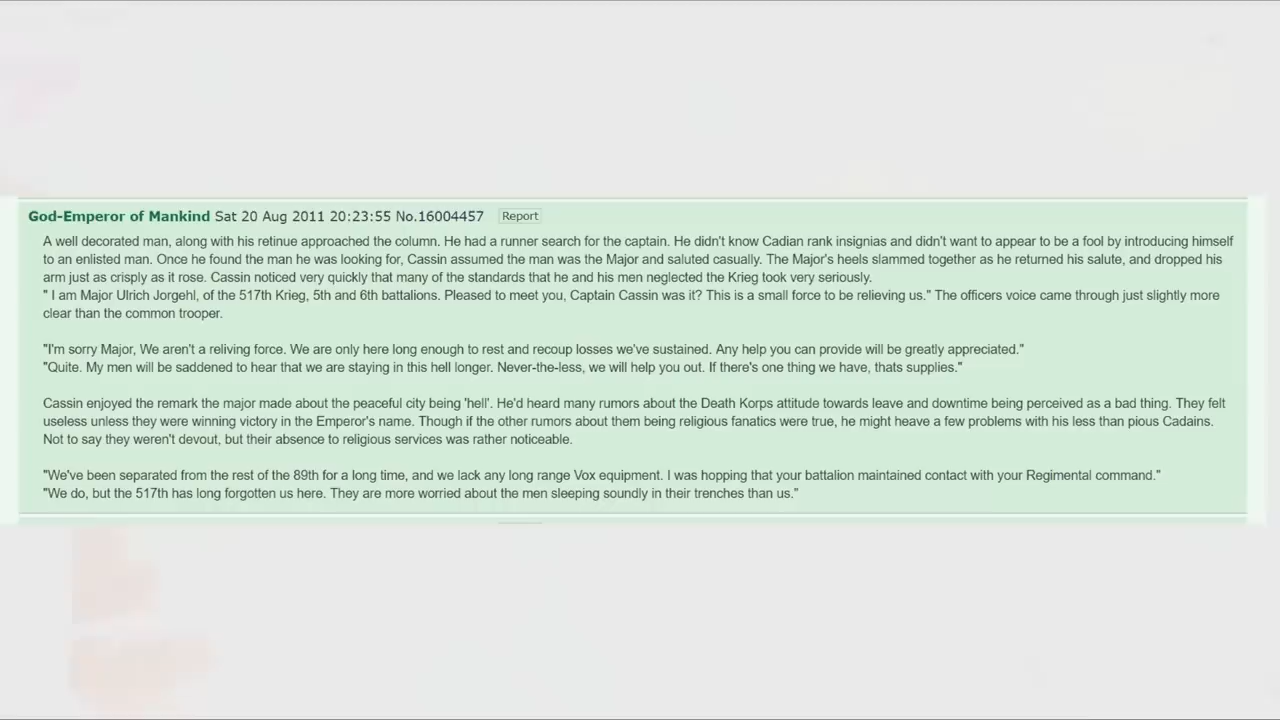 God-Emperor of Mankind Sat 20 Aug 2011 20:23:55 No.16004457 Report
A well decorated man, along with his retinue approached the column. He had a runner search for the captain. He didn't know Cadian rank insignias and didn't want to appear to be a fool by introducing himself
to an enlisted man. Once he found the man he was looking for, Cassin assumed the man was the Major and saluted casually. The Major's heels slammed together as he returned his salute, and dropped his
arm just as crisply as it rose. Cassin noticed very quickly that many of the standards that he and his men neglected the Krieg took very seriously.
" I am Major Ulrich Jorgehl, of the 517th Krieg, 5th and 6th battalions. Pleased to meet you, Captain Cassin was it? This is a small force to be relieving us." The officers voice came through just slightly more
clear than the common trooper.
"I'm sorry Major, We aren't a reliving force. We are only here long enough to rest and recoup losses we've sustained. Any help you can provide will be greatly appreciated."
"Quite. My men will be saddened to hear that we are staying in this hell longer. Never-the-less, we will help you out. If there's one thing we have, thats supplies."
Cassin enjoyed the remark the major made about the peaceful city being 'hell'. He'd heard many rumors about the Death Korps attitude towards leave and downtime being perceived as a bad thing. They felt
useless unless they were winning victory in the Emperor's name. Though if the other rumors about them being religious fanatics were true, he might heave a few problems with his less than pious Cadains.
Not to say they weren't devout, but their absence to religious services was rather noticeable.
"We've been separated from the rest of the 89th for a long time, and we lack any long range Vox equipment. I was hopping that your battalion maintained contact with your Regimental command."
"We do, but the 517th has long forgotten us here. They are more worried about the men sleeping soundly in their trenches than us."